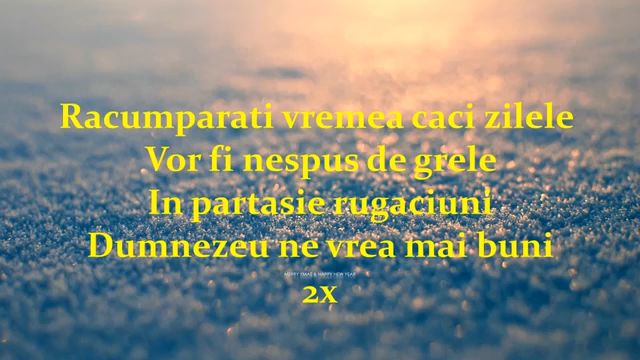 Racumparati vremea caci zilele
Vor fi nespus de grele
In partasie rugaciuni
Dumnezeu ne vrea mai buni
MERRY XMAS & HAPPY NEW YEAR
2x